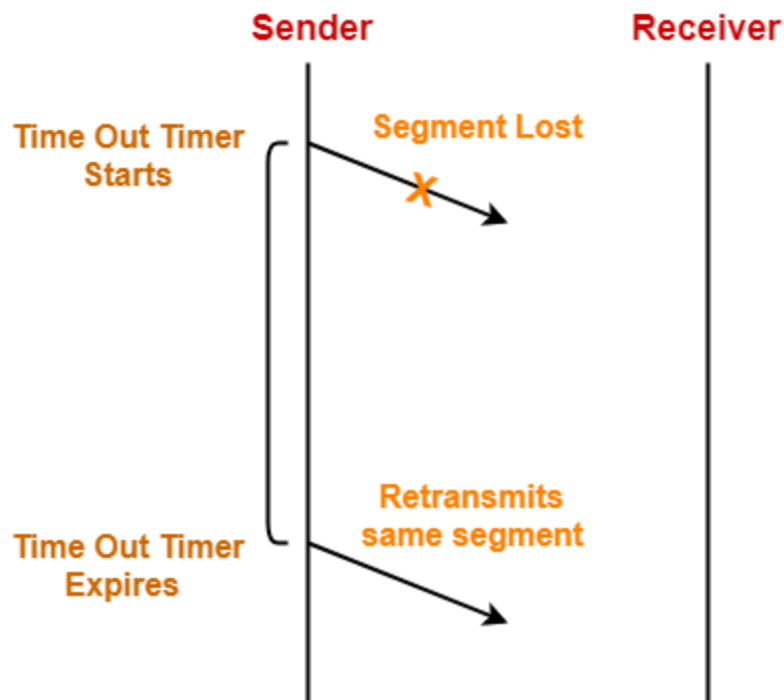 Sender
Receiver
Time Out Timer
Starts
Segment Lost
X
Retransmits
same segment
Time Out Timer
Expires